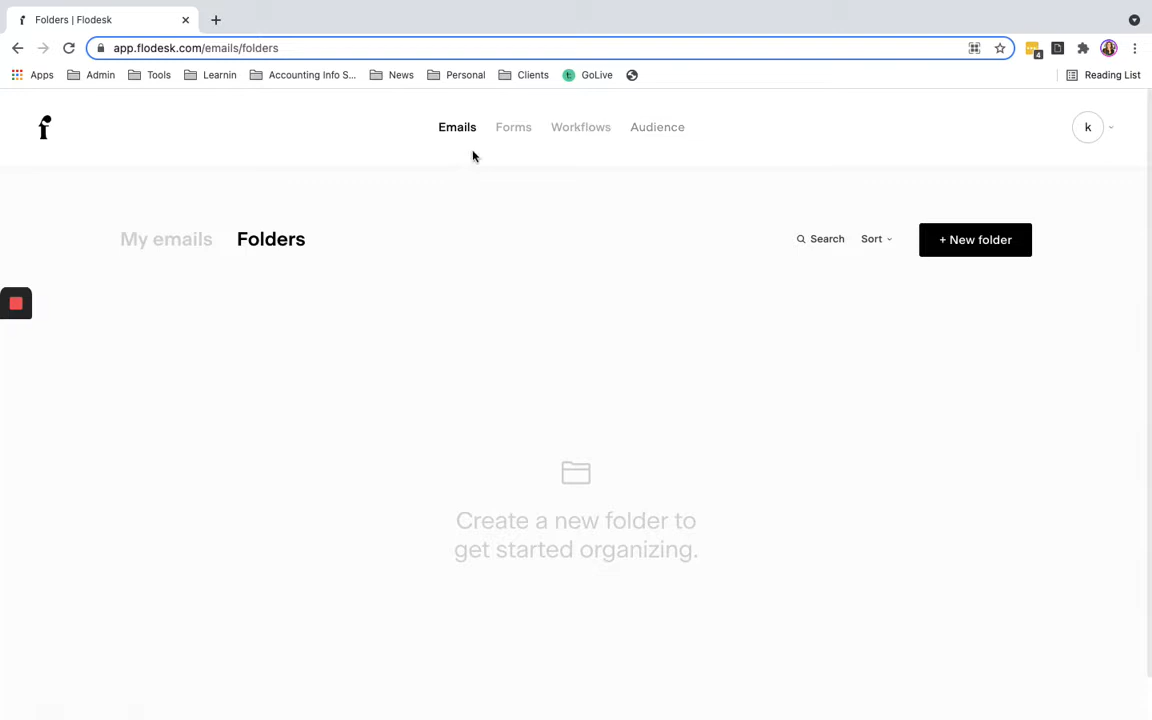 Folders | Flodesk
app.flodesk.com/emails/folders
4
Apps Admin Tools Learnin Accounting Info S... News Personal Clients t GoLive Reading List
f Emails Forms Workflows Audience k
My emails Folders Search Sort + New folder
Create a new folder to
get started organizing.